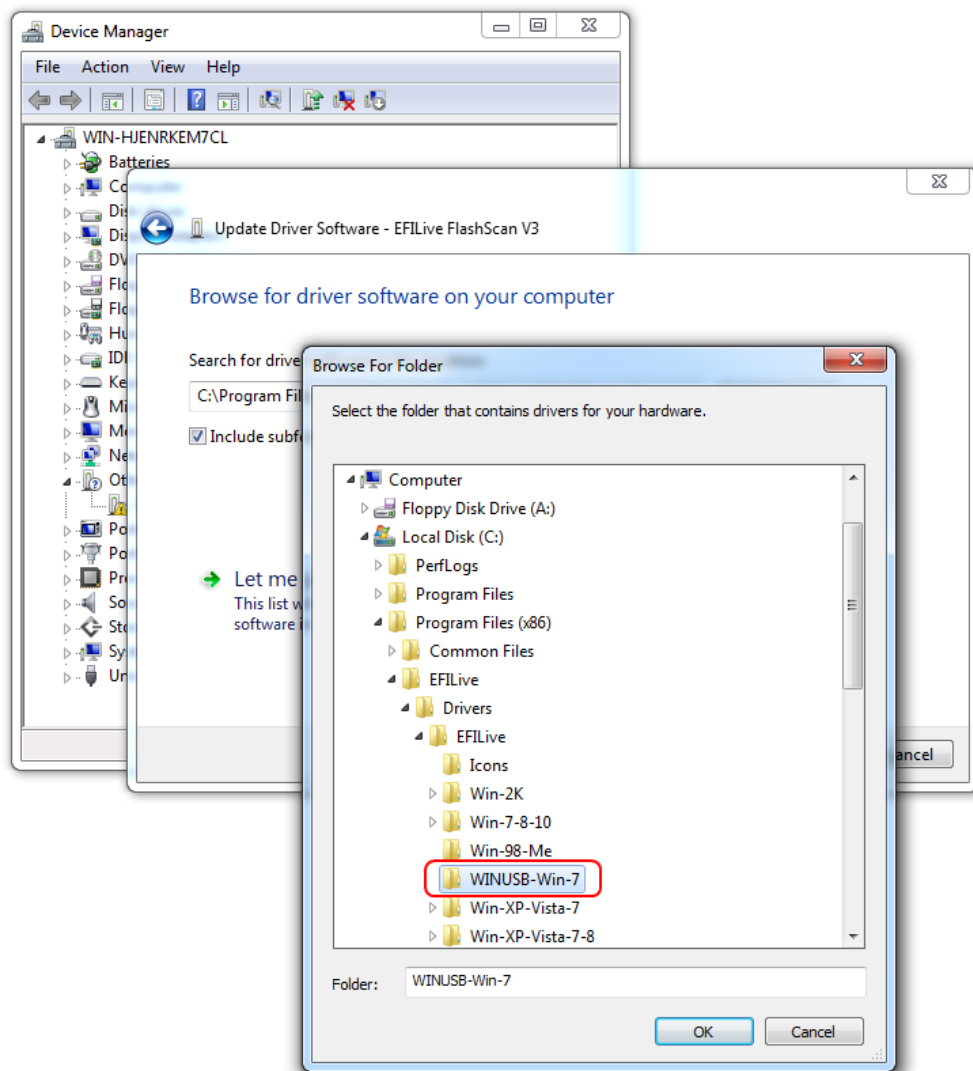 Device Manager
File Action View Help
WIN-HJENRKEM7CL
Batteries
Update Driver Software - EFILive FlashScan V3
Browse for driver software on your computer
Search for drive
C:\Program Fil
Include subf
Let me
This list w
software i
ancel
Browse For Folder
Select the folder that contains drivers for your hardware.
Computer
Floppy Disk Drive (A:)
Local Disk (C:)
PerfLogs
Program Files
Program Files (x86)
Common Files
EFILive
Drivers
EFILive
Icons
Win-2K
Win-7-8-10
Win-98-Me
WINUSB-Win-7
Win-XP-Vista-7
Win-XP-Vista-7-8
Folder: WINUSB-Win-7
OK Cancel